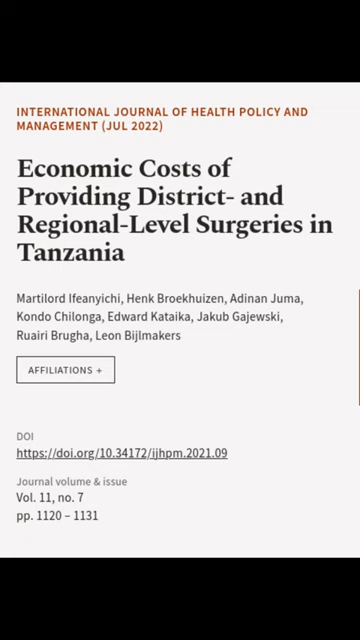 INTERNATIONAL JOURNAL OF HEALTH POLICY AND
MANAGEMENT (JUL 2022)
Economic Costs of
Providing District- and
Regional-Level Surgeries in
Tanzania
Martilord Ifeanyichi, Henk Broekhuizen, Adinan Juma,
Kondo Chilonga, Edward Kataika, Jakub Gajewski,
Ruairi Brugha, Leon Bijlmakers
AFFILIATIONS +
DOI
https://doi.org/10.34172/ijhpm.2021.09
Journal volume & issue
Vol. 11, no. 7
pp. 1120 – 1131